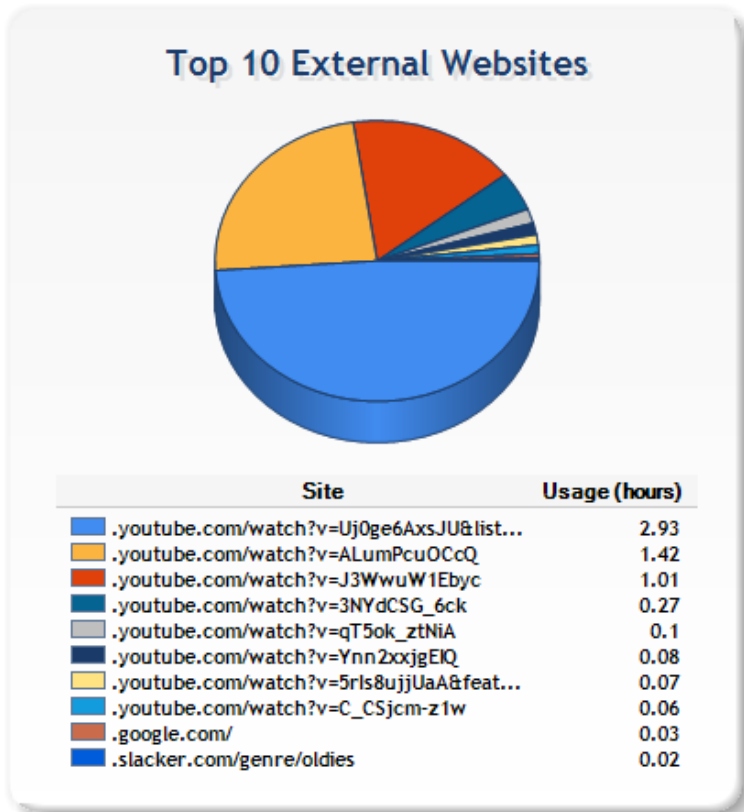 Top 10 External Websites
Site Usage (hours)
.youtube.com/watch?v=Uj0ge6AxsJU&list... 2.93
.youtube.com/watch?v=ALumPcuOCcQ 1.42
.youtube.com/watch?v=J3WwuW1Ebyc 1.01
.youtube.com/watch?v=3NYdCSG_6ck 0.27
.youtube.com/watch?v=qT5ok_ztNiA 0.1
.youtube.com/watch?v=Ynn2xxjgElQ 0.08
.youtube.com/watch?v=5rIs8ujjUaA&feat... 0.07
.youtube.com/watch?v=C_CSjcm-z1w 0.06
.google.com/ 0.03
.slacker.com/genre/oldies 0.02